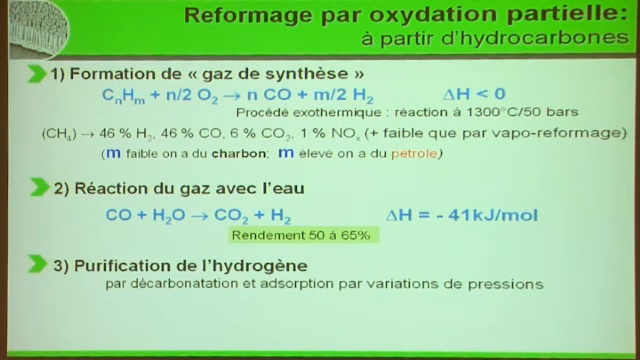 Reformage par oxydation partielle:
à partir d'hydrocarbones
1) Formation de « gaz de synthèse »
CₙHₘ + n/2 O₂ → n CO + m/2 H₂ ΔH < 0
Procédé exothermique : réaction à 1300°C/50 bars
(CH₄) → 46 % H₂, 46 % CO, 6 % CO₂, 1 % NOₓ (+ faible que par vapo-reformage)
(m faible on a du charbon; m élevé on a du pétrole)
2) Réaction du gaz avec l'eau
CO + H₂O → CO₂ + H₂ ΔH = - 41kJ/mol
Rendement 50 à 65%
3) Purification de l'hydrogène
par décarbonatation et adsorption par variations de pressions